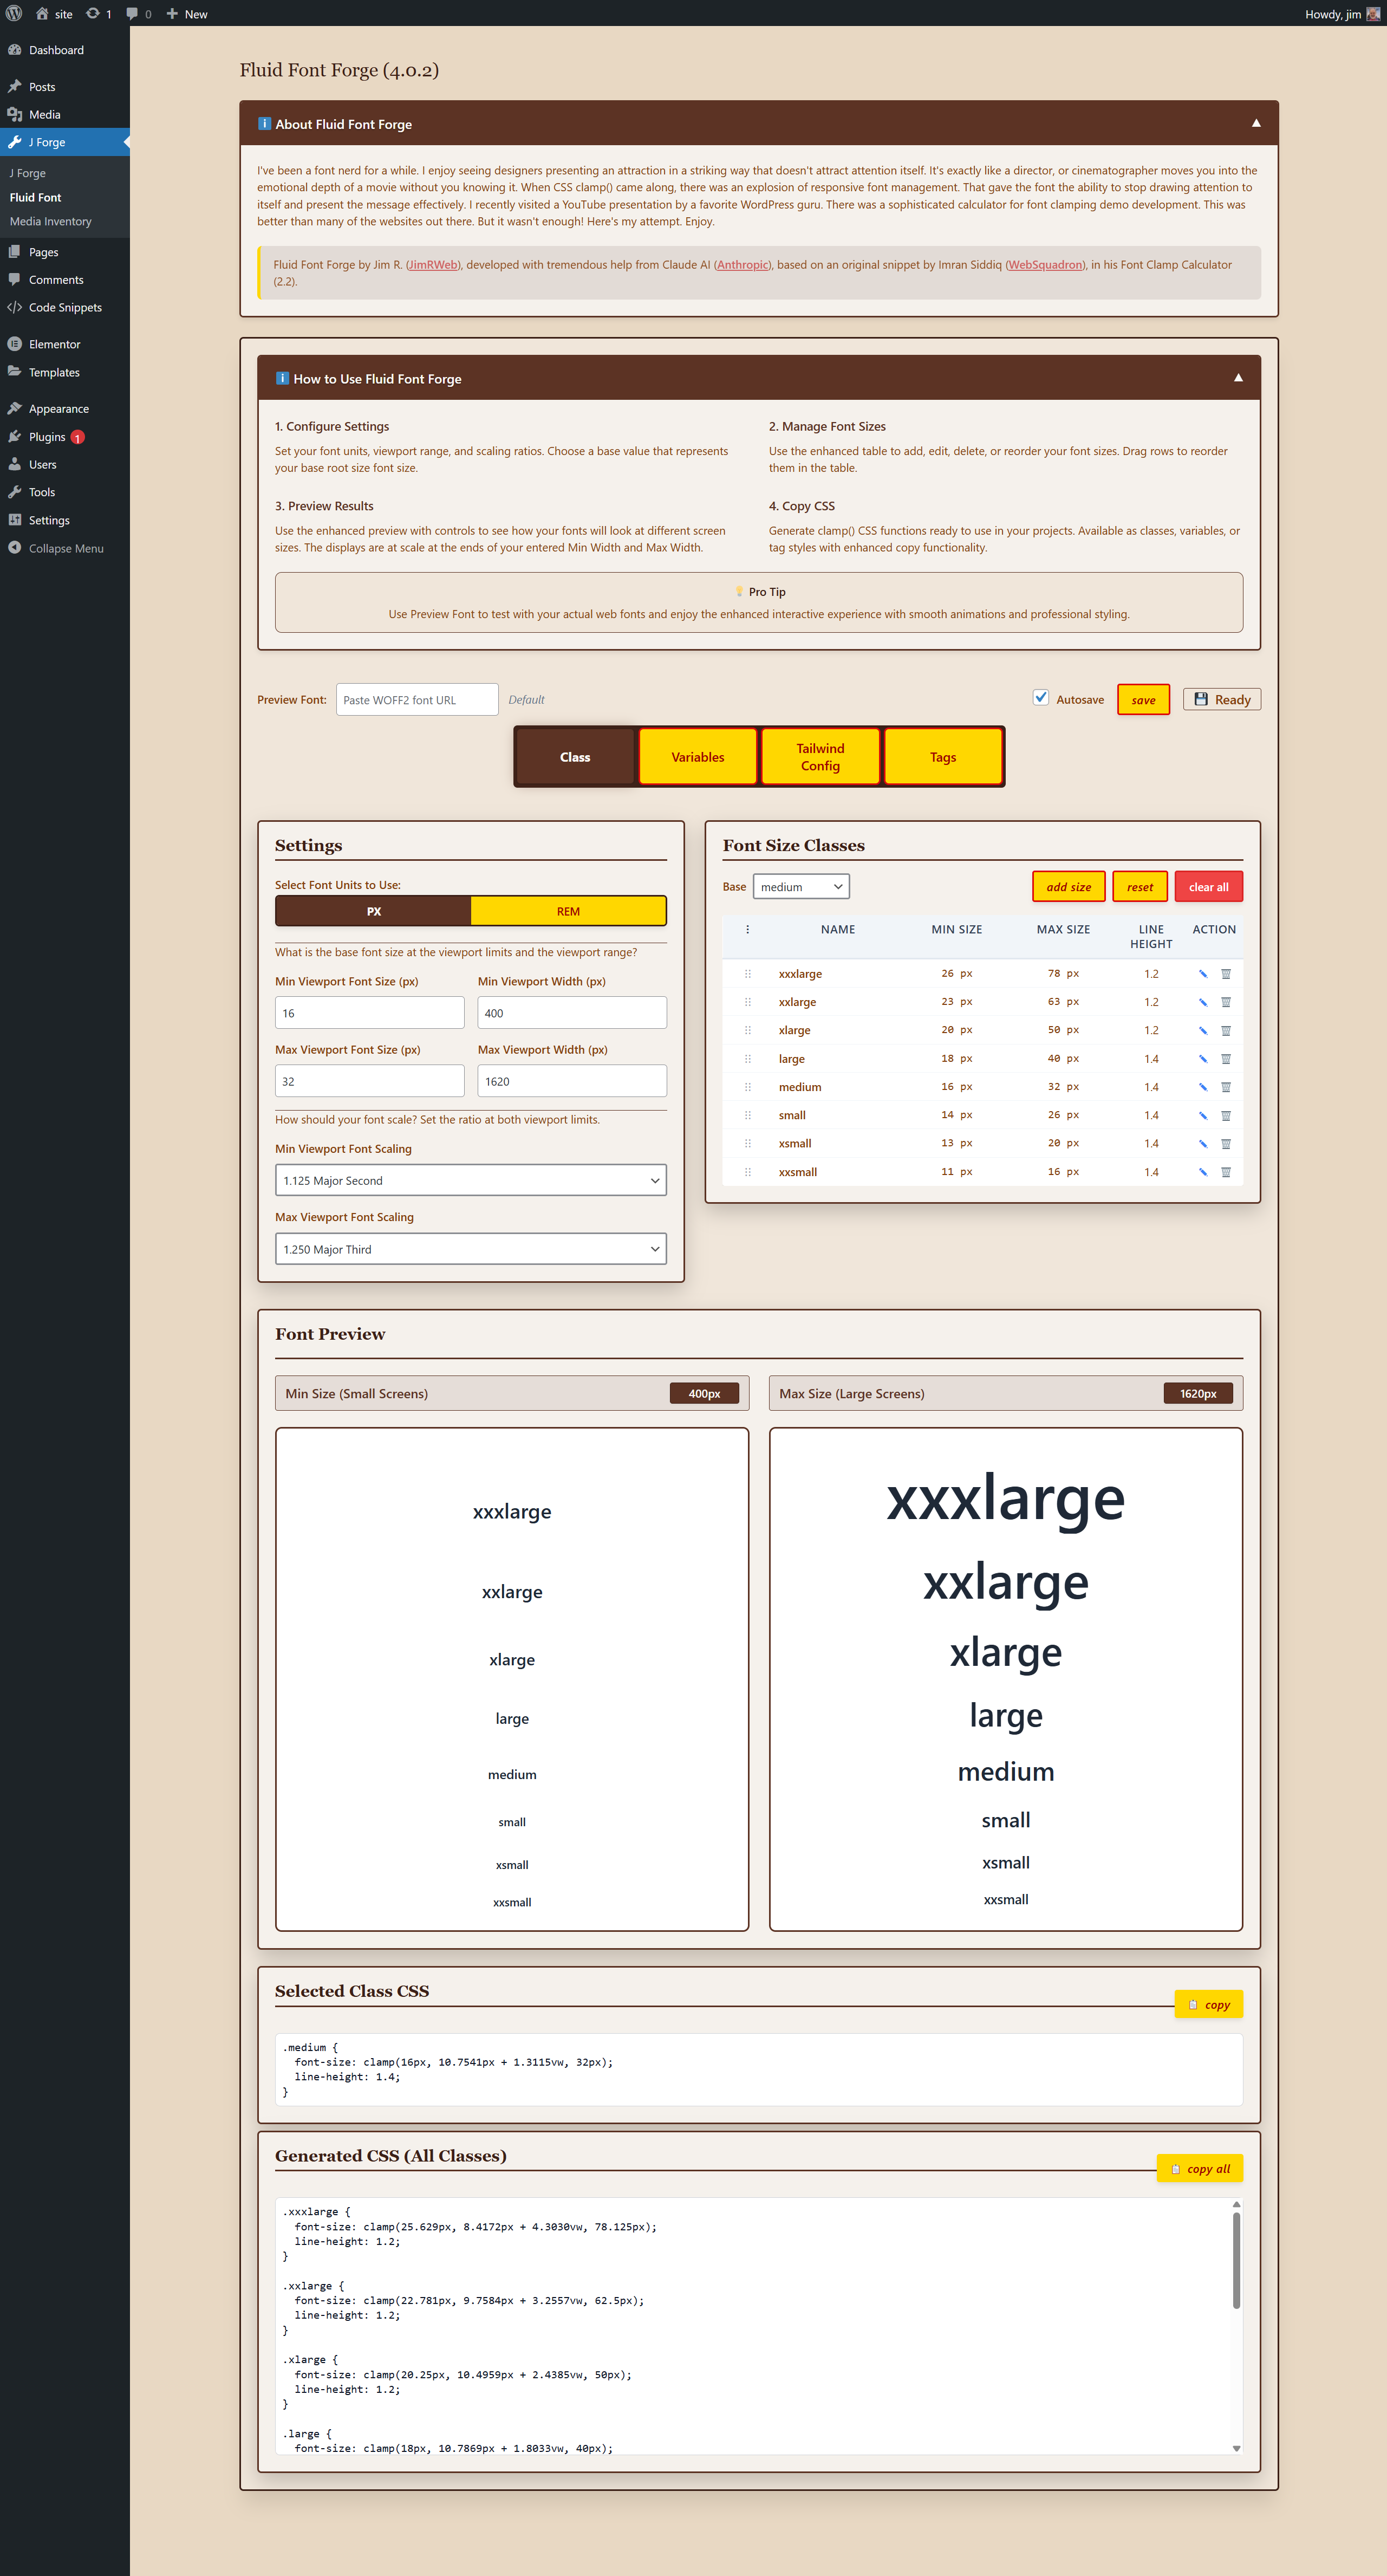 site 1 0 New
Howdy, jim
Dashboard
Posts
Media
J Forge
J Forge
Fluid Font
Media Inventory
Pages
Comments
Code Snippets
Elementor
Templates
Appearance
Plugins 1
Users
Tools
Settings
Collapse Menu
Fluid Font Forge (4.0.2)
About Fluid Font Forge
I've been a font nerd for a while. I enjoy seeing designers presenting an attraction in a striking way that doesn't attract attention itself. It's exactly like a director, or cinematographer moves you into the
emotional depth of a movie without you knowing it. When CSS clamp() came along, there was an explosion of responsive font management. That gave the font the ability to stop drawing attention to
itself and present the message effectively. I recently visited a YouTube presentation by a favorite WordPress guru. There was a sophisticated calculator for font clamping demo development. This was
better than many of the websites out there. But it wasn't enough! Here's my attempt. Enjoy.
Fluid Font Forge by Jim R. (JimRWeb), developed with tremendous help from Claude AI (Anthropic), based on an original snippet by Imran Siddiq (WebSquadron), in his Font Clamp Calculator
(2.2).
How to Use Fluid Font Forge
1. Configure Settings
Set your font units, viewport range, and scaling ratios. Choose a base value that represents
your base root size font size.
2. Manage Font Sizes
Use the enhanced table to add, edit, delete, or reorder your font sizes. Drag rows to reorder
them in the table.
3. Preview Results
Use the enhanced preview with controls to see how your fonts will look at different screen
sizes. The displays are at scale at the ends of your entered Min Width and Max Width.
4. Copy CSS
Generate clamp() CSS functions ready to use in your projects. Available as classes, variables, or
tag styles with enhanced copy functionality.
Pro Tip
Use Preview Font to test with your actual web fonts and enjoy the enhanced interactive experience with smooth animations and professional styling.
Preview Font: Paste WOFF2 font URL Default
Autosave save Ready
Class Variables Tailwind Config Tags
Settings
Select Font Units to Use:
PX REM
What is the base font size at the viewport limits and the viewport range?
Min Viewport Font Size (px) Min Viewport Width (px)
16 400
Max Viewport Font Size (px) Max Viewport Width (px)
32 1620
How should your font scale? Set the ratio at both viewport limits.
Min Viewport Font Scaling
1.125 Major Second
Max Viewport Font Scaling
1.250 Major Third
Font Size Classes
Base medium add size reset clear all
NAME MIN SIZE MAX SIZE LINE HEIGHT ACTION
xxxlarge 26 px 78 px 1.2
xxlarge 23 px 63 px 1.2
xlarge 20 px 50 px 1.2
large 18 px 40 px 1.4
medium 16 px 32 px 1.4
small 14 px 26 px 1.4
xsmall 13 px 20 px 1.4
xxsmall 11 px 16 px 1.4
Font Preview
Min Size (Small Screens) 400px
xxxlarge
xxlarge
xlarge
large
medium
small
xsmall
xxsmall
Max Size (Large Screens) 1620px
xxxlarge
xxlarge
xlarge
large
medium
small
xsmall
xxsmall
Selected Class CSS
copy
.medium {
  font-size: clamp(16px, 10.7541px + 1.3115vw, 32px);
  line-height: 1.4;
}
Generated CSS (All Classes)
copy all
.xxxlarge {
  font-size: clamp(25.629px, 8.4172px + 4.3030vw, 78.125px);
  line-height: 1.2;
}
.xxlarge {
  font-size: clamp(22.781px, 9.7584px + 3.2557vw, 62.5px);
  line-height: 1.2;
}
.xlarge {
  font-size: clamp(20.25px, 10.4959px + 2.4385vw, 50px);
  line-height: 1.2;
}
.large {
  font-size: clamp(18px, 10.7869px + 1.8033vw, 40px);